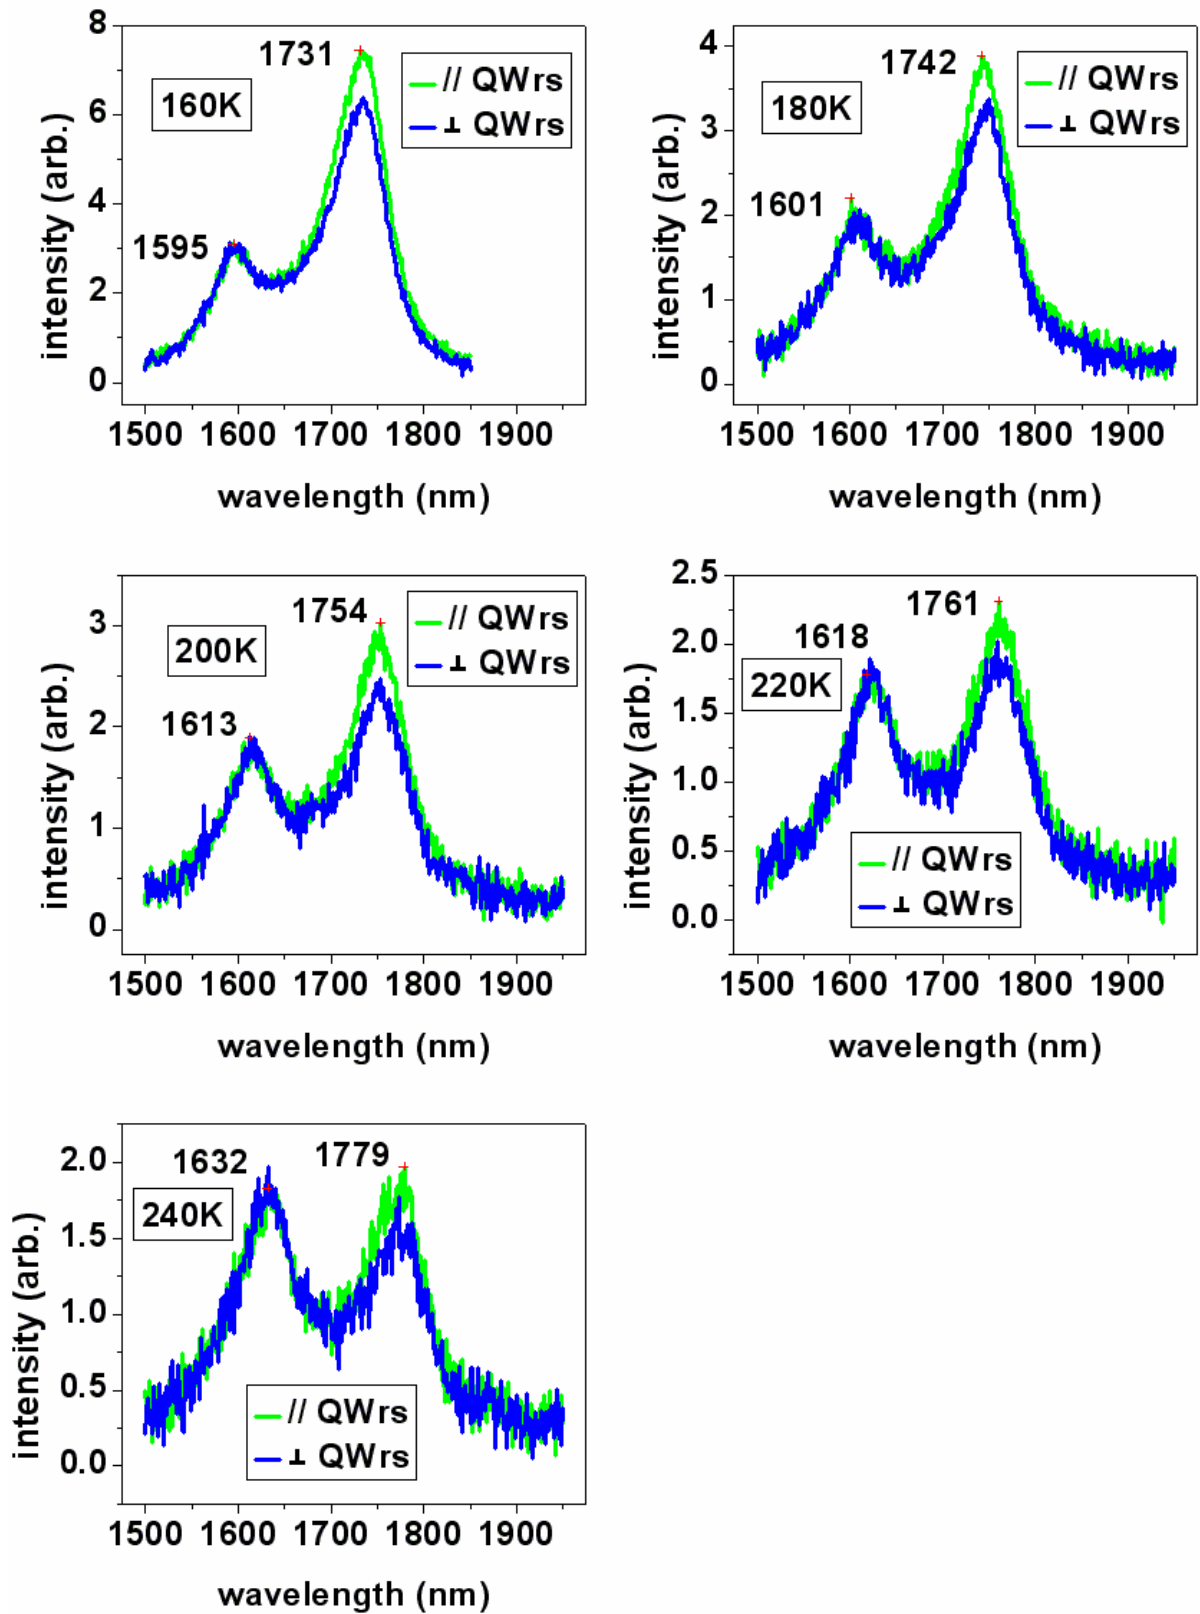 8
6
4
2
0
intensity (arb.)
1731
160K
1595
// QWrs
⊥ QWrs
1500 1600 1700 1800 1900
wavelength (nm)
4
3
2
1
0
intensity (arb.)
1742
180K
1601
// QWrs
⊥ QWrs
1500 1600 1700 1800 1900
wavelength (nm)
3
2
1
0
intensity (arb.)
1754
200K
1613
// QWrs
⊥ QWrs
1500 1600 1700 1800 1900
wavelength (nm)
2.5
2.0
1.5
1.0
0.5
0.0
intensity (arb.)
1761
1618
220K
// QWrs
⊥ QWrs
1500 1600 1700 1800 1900
wavelength (nm)
2.0
1.5
1.0
0.5
0.0
intensity (arb.)
1632
1779
240K
// QWrs
⊥ QWrs
1500 1600 1700 1800 1900
wavelength (nm)